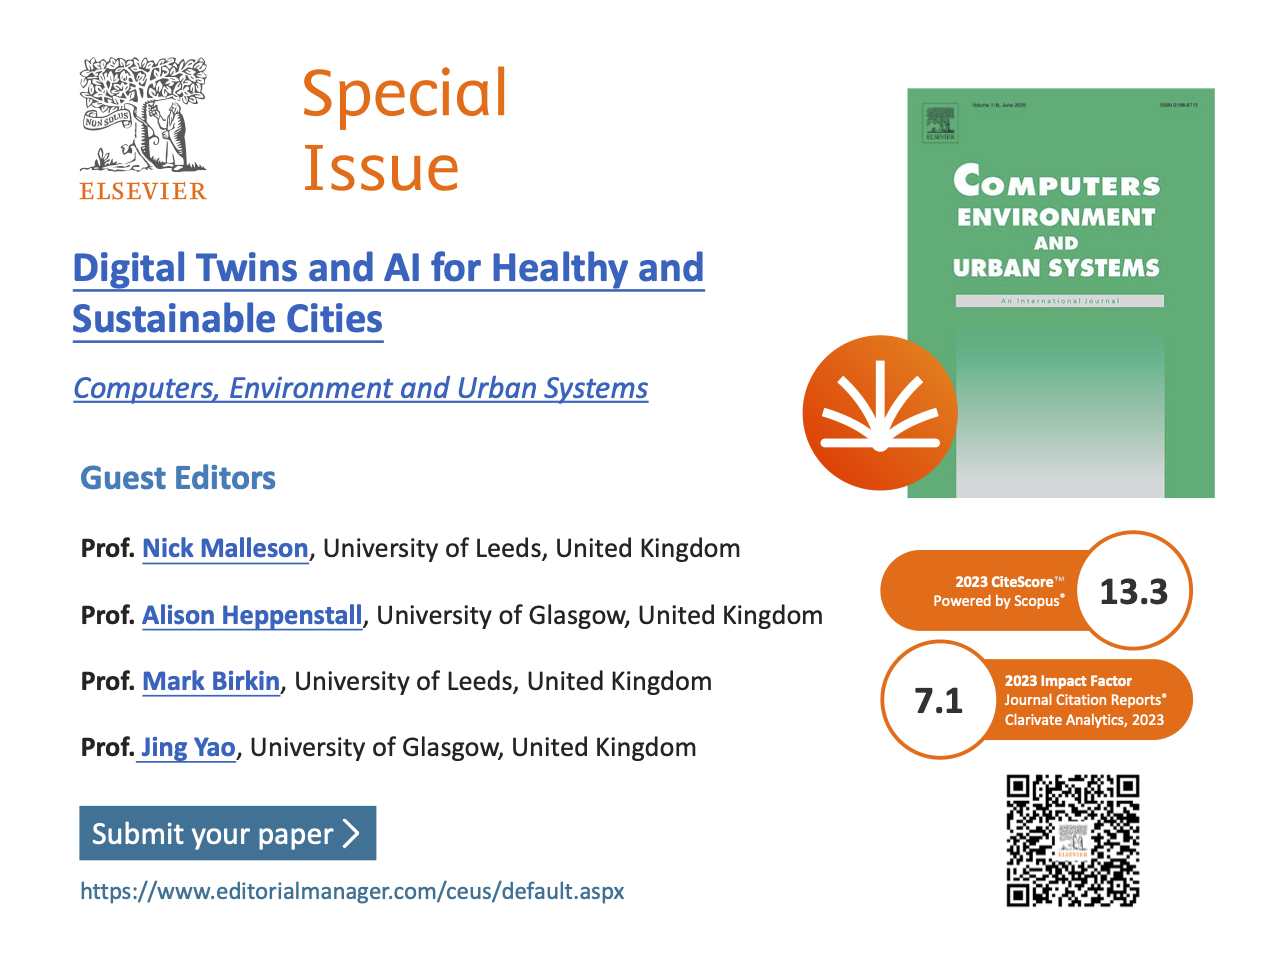 NON SOLUS
ELSEVIER
Special
Issue
Digital Twins and AI for Healthy and
Sustainable Cities
Computers, Environment and Urban Systems
Guest Editors
Prof. Nick Malleson, University of Leeds, United Kingdom
Prof. Alison Heppenstall, University of Glasgow, United Kingdom
Prof. Mark Birkin, University of Leeds, United Kingdom
Prof. Jing Yao, University of Glasgow, United Kingdom
Submit your paper
https://www.editorialmanager.com/ceus/default.aspx
June 2025
ISSN 0198-9715
COMPUTERS
ENVIRONMENT
AND
URBAN SYSTEMS
An International Journal
2023 CiteScore™
Powered by Scopus®
13.3
7.1
2023 Impact Factor
Journal Citation Reports®
Clarivate Analytics, 2023
ELSEVIER